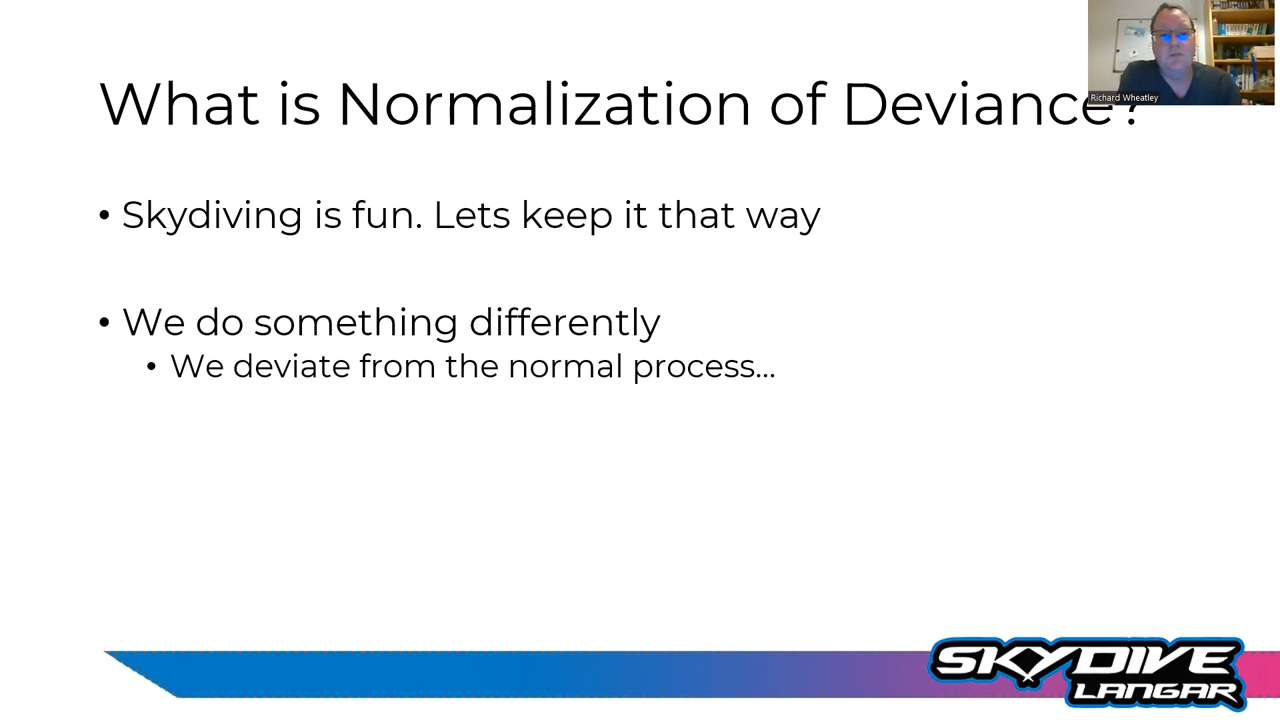 Richard Wheatley
What is Normalization of Deviance?
• Skydiving is fun. Lets keep it that way
• We do something differently
• We deviate from the normal process...
SKYDIVE
LANGAR